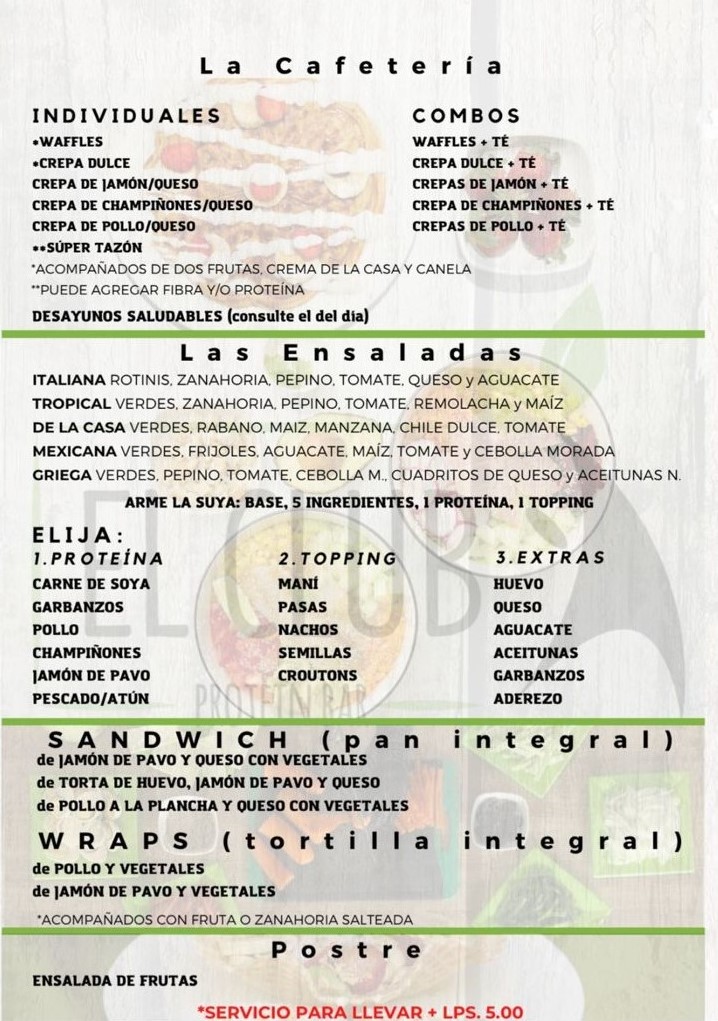 La Cafetería
INDIVIDUALES
*WAFFLES
*CREPA DULCE
CREPA DE JAMÓN/QUESO
CREPA DE CHAMPIÑONES/QUESO
CREPA DE POLLO/QUESO
**SÚPER TAZÓN
COMBOS
WAFFLES + TÉ
CREPA DULCE + TÉ
CREPAS DE JAMÓN + TÉ
CREPA DE CHAMPIÑONES + TÉ
CREPAS DE POLLO + TÉ
*ACOMPAÑADOS DE DOS FRUTAS, CREMA DE LA CASA Y CANELA
**PUEDE AGREGAR FIBRA Y/O PROTEÍNA
DESAYUNOS SALUDABLES (consulte el del día)
Las Ensaladas
ITALIANA ROTINIS, ZANAHORIA, PEPINO, TOMATE, QUESO y AGUACATE
TROPICAL VERDES, ZANAHORIA, PEPINO, TOMATE, REMOLACHA y MAÍZ
DE LA CASA VERDES, RABANO, MAIZ, MANZANA, CHILE DULCE, TOMATE
MEXICANA VERDES, FRIJOLES, AGUACATE, MAÍZ, TOMATE y CEBOLLA MORADA
GRIEGA VERDES, PEPINO, TOMATE, CEBOLLA M., CUADRITOS DE QUESO y ACEITUNAS N.
ARME LA SUYA: BASE, 5 INGREDIENTES, 1 PROTEÍNA, 1 TOPPING
ELIJA:
1.PROTEÍNA
CARNE DE SOYA
GARBANZOS
POLLO
CHAMPIÑONES
JAMÓN DE PAVO
PESCADO/ATÚN
2.TOPPING
MANÍ
PASAS
NACHOS
SEMILLAS
CROUTONS
3.EXTRAS
HUEVO
QUESO
AGUACATE
ACEITUNAS
GARBANZOS
ADEREZO
EL CLUB
PROTEIN BAR
SANDWICH (pan integral)
de JAMÓN DE PAVO Y QUESO CON VEGETALES
de TORTA DE HUEVO, JAMÓN DE PAVO Y QUESO
de POLLO A LA PLANCHA Y QUESO CON VEGETALES
WRAPS (tortilla integral)
de POLLO Y VEGETALES
de JAMÓN DE PAVO Y VEGETALES
*ACOMPAÑADOS CON FRUTA O ZANAHORIA SALTEADA
Postre
ENSALADA DE FRUTAS
*SERVICIO PARA LLEVAR + LPS. 5.00